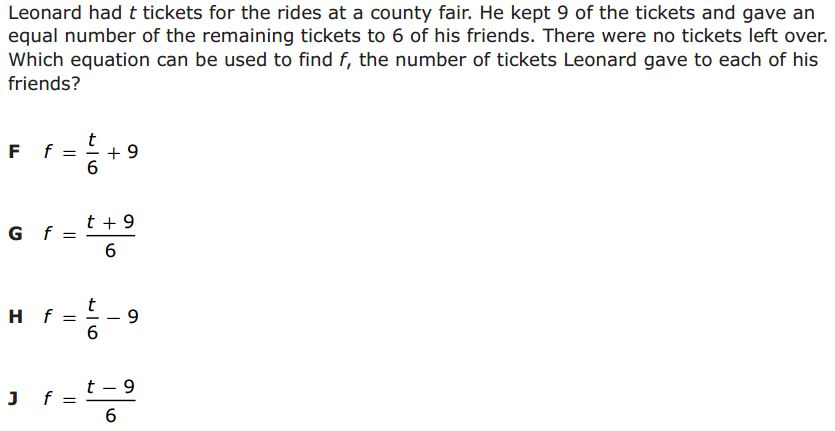 Leonard had t tickets for the rides at a county fair. He kept 9 of the tickets and gave an
equal number of the remaining tickets to 6 of his friends. There were no tickets left over.
Which equation can be used to find f, the number of tickets Leonard gave to each of his
friends?
F f = t/6 + 9
G f = (t + 9)/6
H f = t/6 − 9
J f = (t − 9)/6